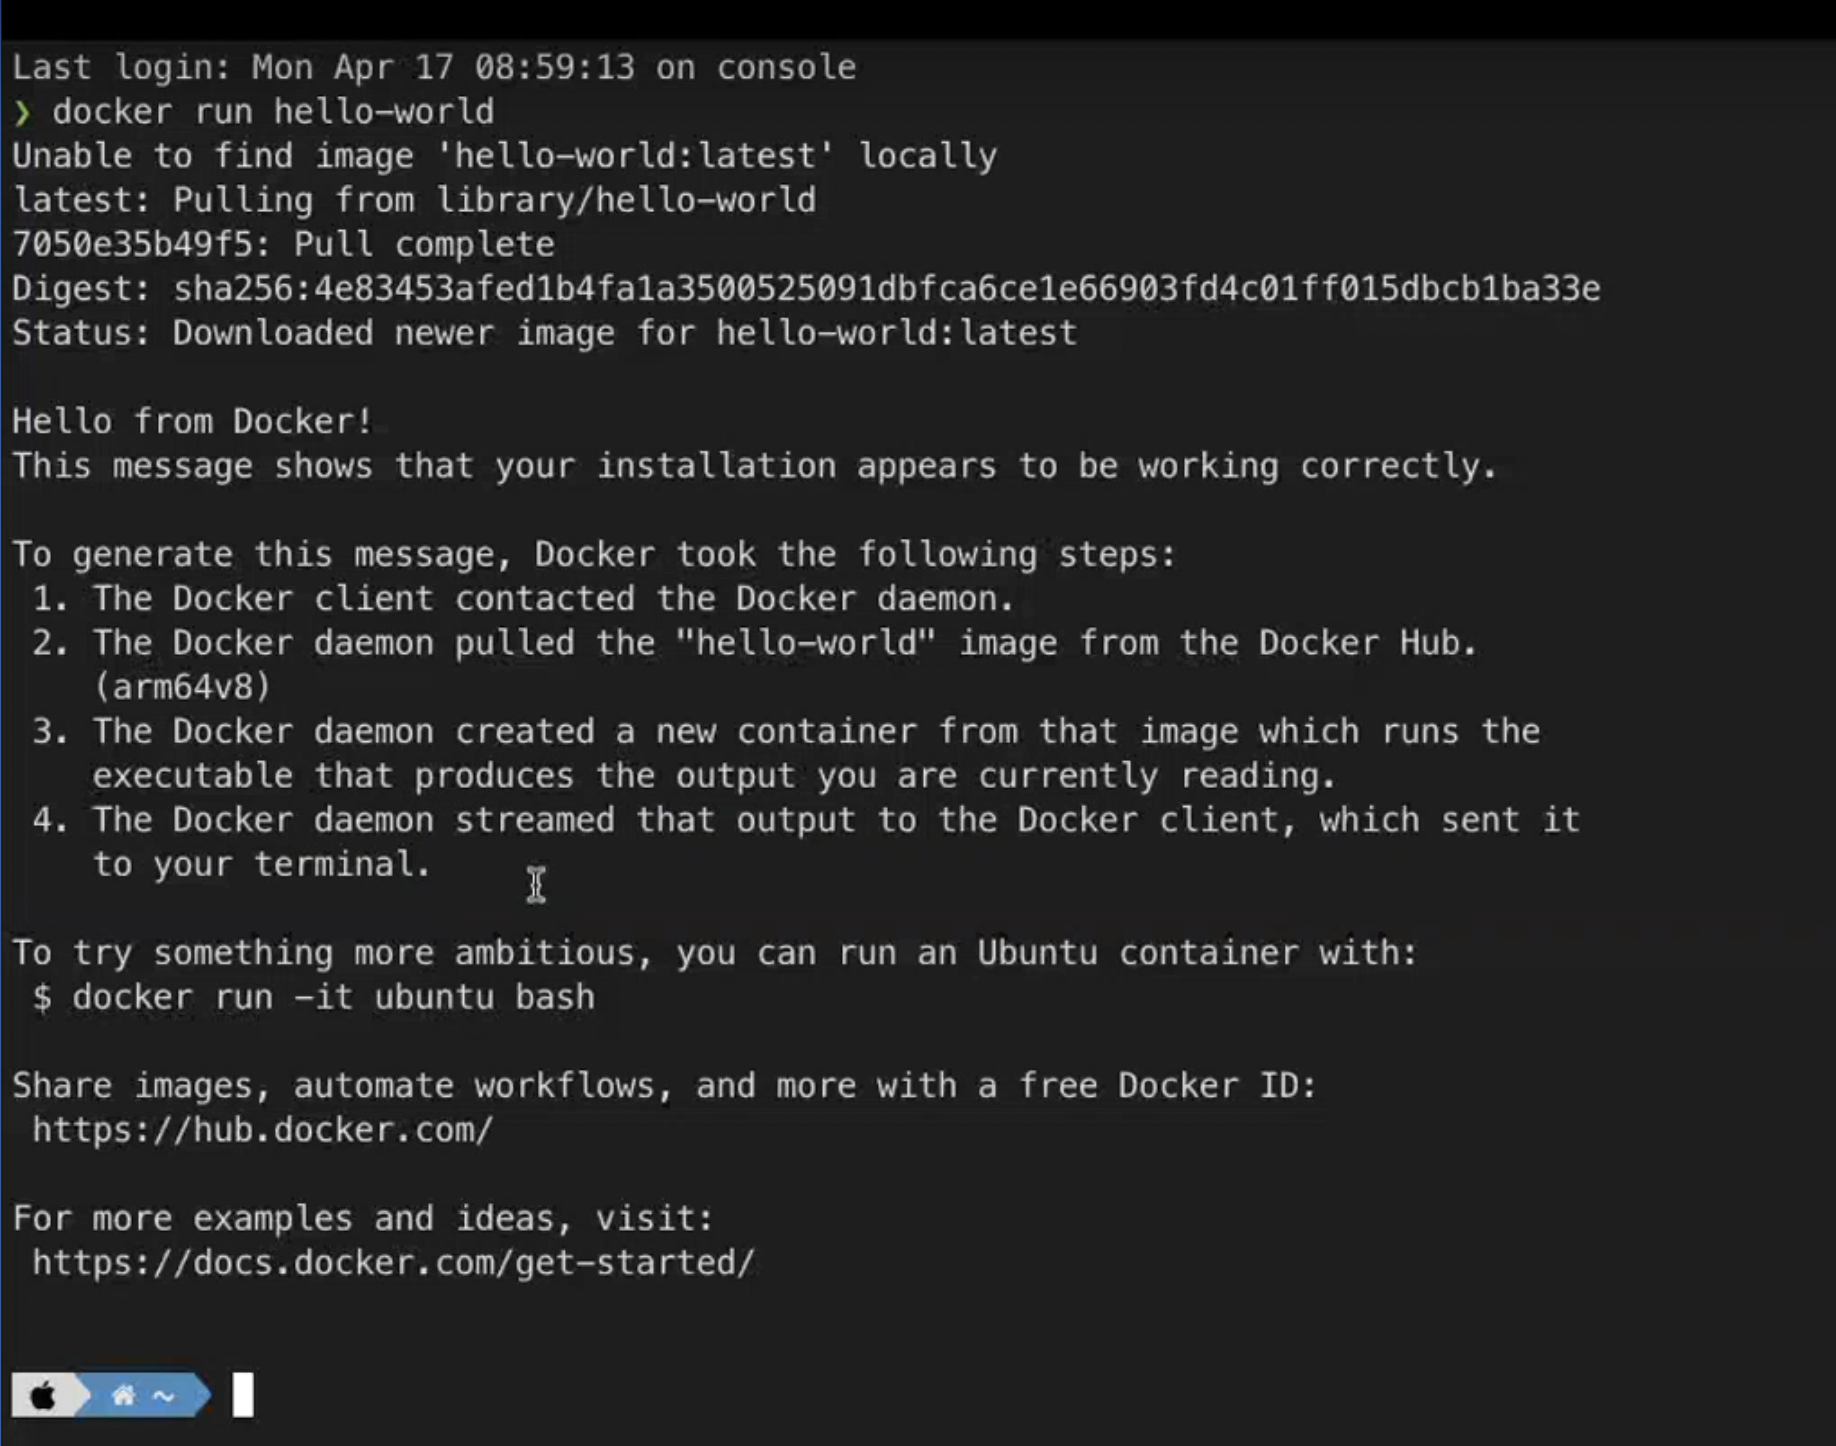 Last login: Mon Apr 17 08:59:13 on console
❯ docker run hello-world
Unable to find image 'hello-world:latest' locally
latest: Pulling from library/hello-world
7050e35b49f5: Pull complete
Digest: sha256:4e83453afed1b4fa1a3500525091dbfca6ce1e66903fd4c01ff015dbcb1ba33e
Status: Downloaded newer image for hello-world:latest

Hello from Docker!
This message shows that your installation appears to be working correctly.

To generate this message, Docker took the following steps:
 1. The Docker client contacted the Docker daemon.
 2. The Docker daemon pulled the "hello-world" image from the Docker Hub.
    (arm64v8)
 3. The Docker daemon created a new container from that image which runs the
    executable that produces the output you are currently reading.
 4. The Docker daemon streamed that output to the Docker client, which sent it
    to your terminal.

To try something more ambitious, you can run an Ubuntu container with:
 $ docker run -it ubuntu bash

Share images, automate workflows, and more with a free Docker ID:
 https://hub.docker.com/

For more examples and ideas, visit:
 https://docs.docker.com/get-started/

~